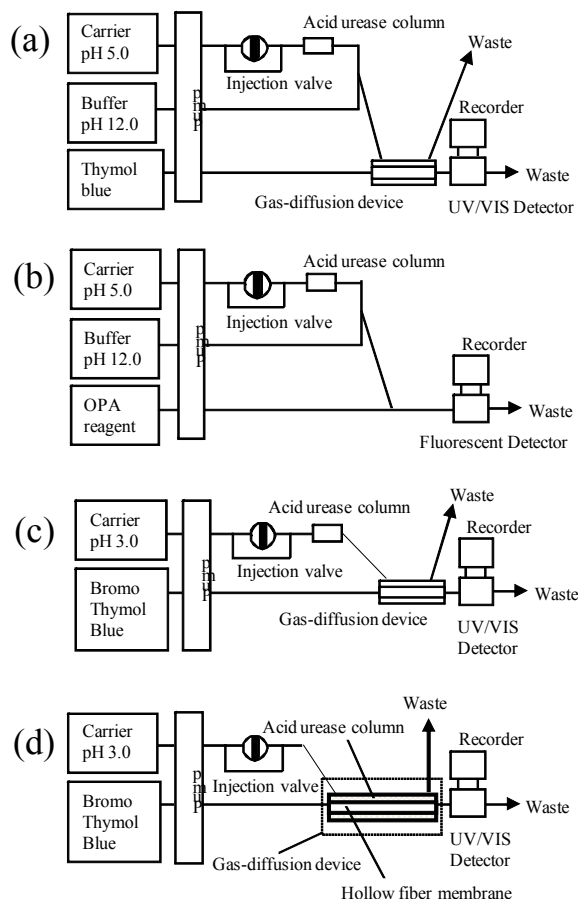 (a)
Carrier
pH 5.0
Buffer
pH 12.0
Thymol
blue
pump
Acid urease column
Injection valve
Gas-diffusion device
Waste
Recorder
Waste
UV/VIS Detector
(b)
Carrier
pH 5.0
Buffer
pH 12.0
OPA
reagent
pump
Acid urease column
Injection valve
Recorder
Waste
Fluorescent Detector
(c)
Carrier
pH 3.0
Bromo
Thymol
Blue
pump
Acid urease column
Injection valve
Gas-diffusion device
Waste
Recorder
Waste
UV/VIS
Detector
(d)
Carrier
pH 3.0
Bromo
Thymol
Blue
pump
Acid urease column
Injection valve
Gas-diffusion device
Hollow fiber membrane
Waste
Recorder
Waste
UV/VIS
Detector